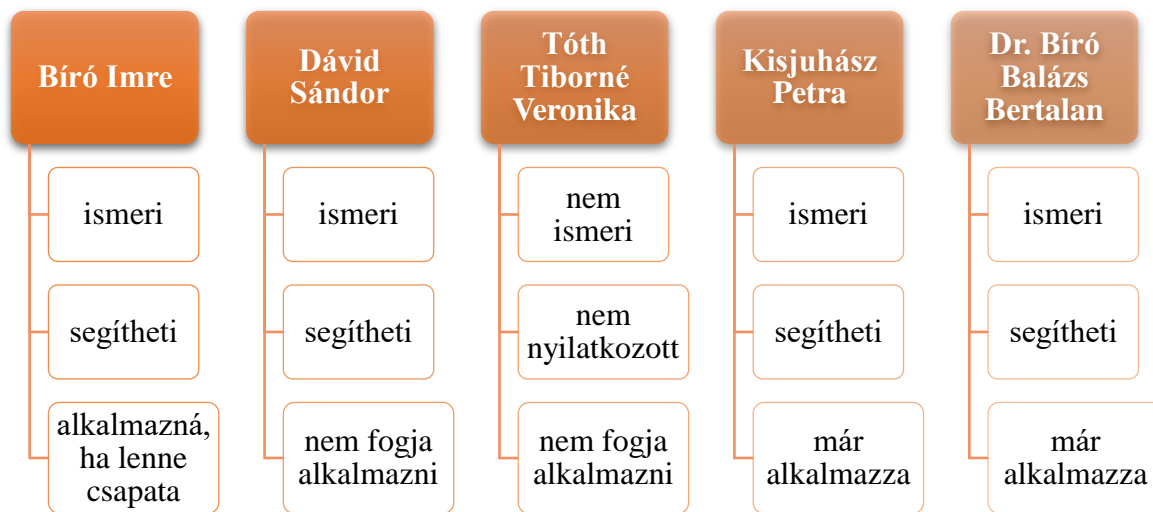 Bíró Imre
ismeri
segítheti
alkalmazná,
ha lenne
csapata
Dávid
Sándor
ismeri
segítheti
nem fogja
alkalmazni
Tóth
Tiborné
Veronika
nem
ismeri
nem
nyilatkozott
nem fogja
alkalmazni
Kisjuhász
Petra
ismeri
segítheti
már
alkalmazza
Dr. Bíró
Balázs
Bertalan
ismeri
segítheti
már
alkalmazza